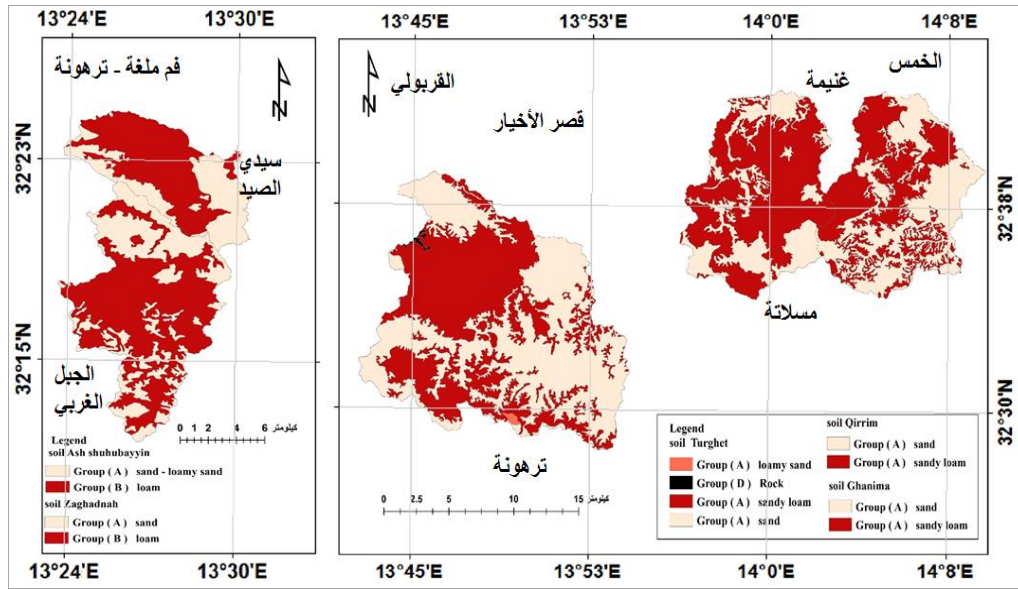 13°24'E 13°30'E
فم ملغة - ترهونة
N
32°23'N
سيدي
الصيد
32°15'N
الجبل
الغربي
0 1 2 4 6 كيلومتر
Legend
soil Ash shuhubayyin
Group ( A ) sand - loamy sand
Group ( B ) loam
soil Zaghadnah
Group ( A ) sand
Group ( B ) loam
13°24'E 13°30'E
13°45'E 13°53'E 14°0'E 14°8'E
الخمس
غنيمة
القربولي
N
قصر الأخيار
32°38'N
مسلاتة
32°30'N
ترهونة
0 2.5 5 10 15 كيلومتر
Legend
soil Turghet
Group ( A ) loamy sand
Group ( D ) Rock
Group ( A ) sandy loam
Group ( A ) sand
soil Qirrim
Group ( A ) sand
Group ( A ) sandy loam
soil Ghanima
Group ( A ) sand
Group ( A ) sandy loam
13°45'E 13°53'E 14°0'E 14°8'E